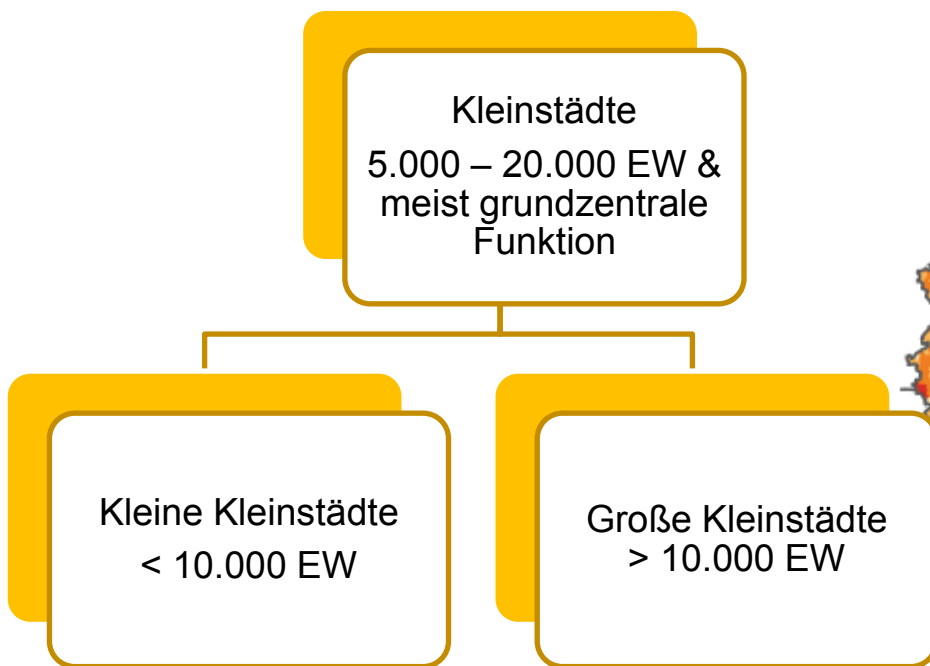 Kleinstädte
5.000 – 20.000 EW &
meist grundzentrale
Funktion
Kleine Kleinstädte
< 10.000 EW
Große Kleinstädte
> 10.000 EW